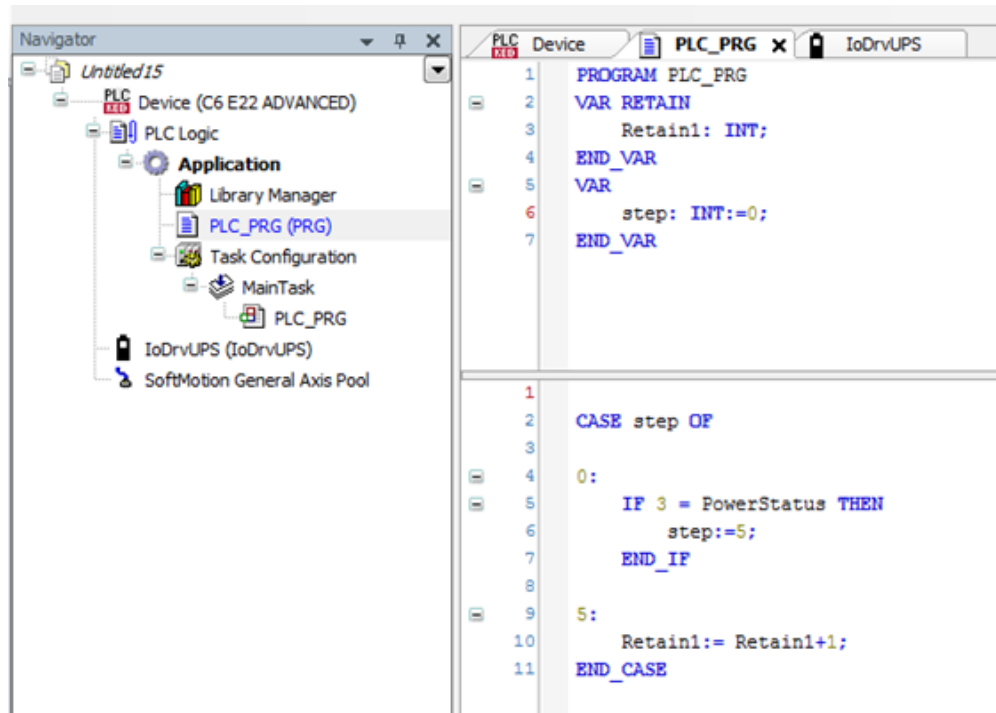 Navigator
Untitled15
PLC Device (C6 E22 ADVANCED)
PLC Logic
Application
Library Manager
PLC_PRG (PRG)
Task Configuration
MainTask
PLC_PRG
IoDrvUPS (IoDrvUPS)
SoftMotion General Axis Pool
PLC Device PLC_PRG IoDrvUPS
1 PROGRAM PLC_PRG
2 VAR RETAIN
3 Retain1: INT;
4 END_VAR
5 VAR
6 step: INT:=0;
7 END_VAR
1
2 CASE step OF
3
4 0:
5 IF 3 = PowerStatus THEN
6 step:=5;
7 END_IF
8
9 5:
10 Retain1:= Retain1+1;
11 END_CASE